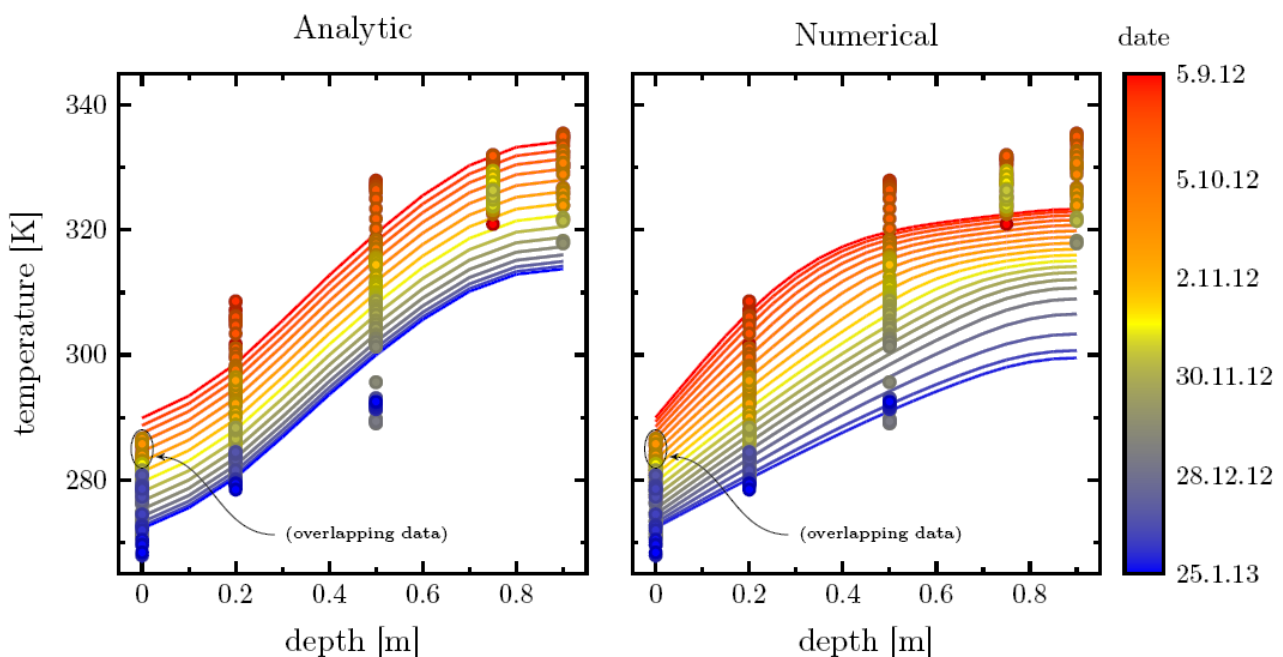 Analytic
Numerical
date
340
320
300
280
temperature [K]
(overlapping data)
0
0.2
0.4
0.6
0.8
depth [m]
(overlapping data)
0
0.2
0.4
0.6
0.8
depth [m]
5.9.12
5.10.12
2.11.12
30.11.12
28.12.12
25.1.13